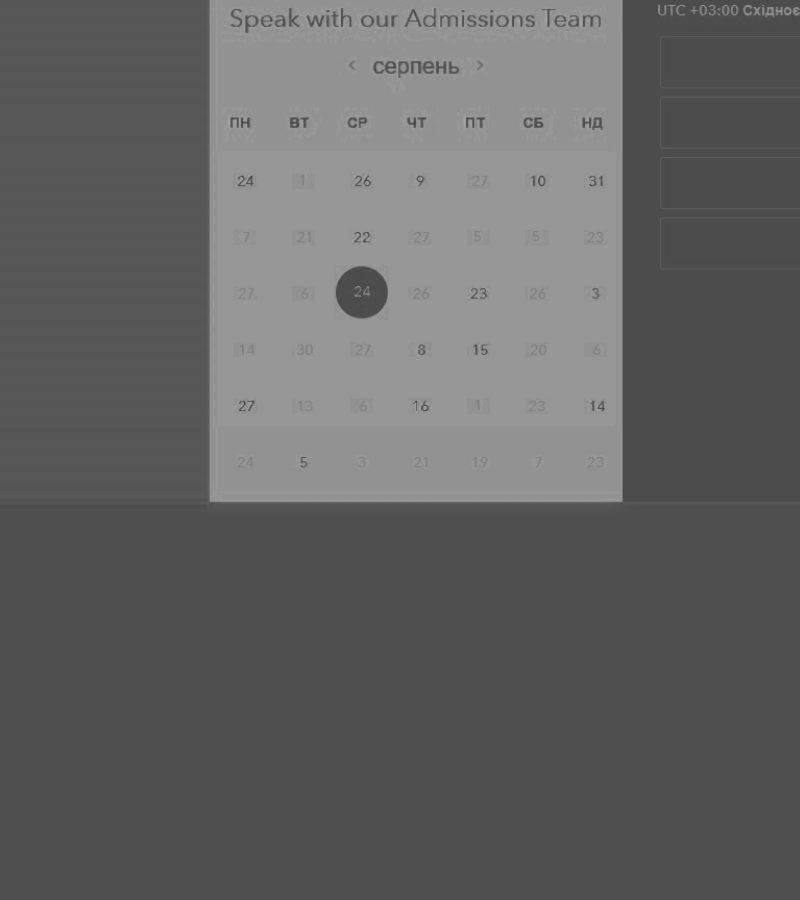 Speak with our Admissions Team
UTC +03:00 Східноє
‹ серпень ›
ПН ВТ СР ЧТ ПТ СБ НД
24 1 26 9 27 10 31
7 21 22 27 5 5 23
27 6 24 26 23 26 3
14 30 27 8 15 20 6
27 13 6 16 1 23 14
24 5 3 21 19 7 23